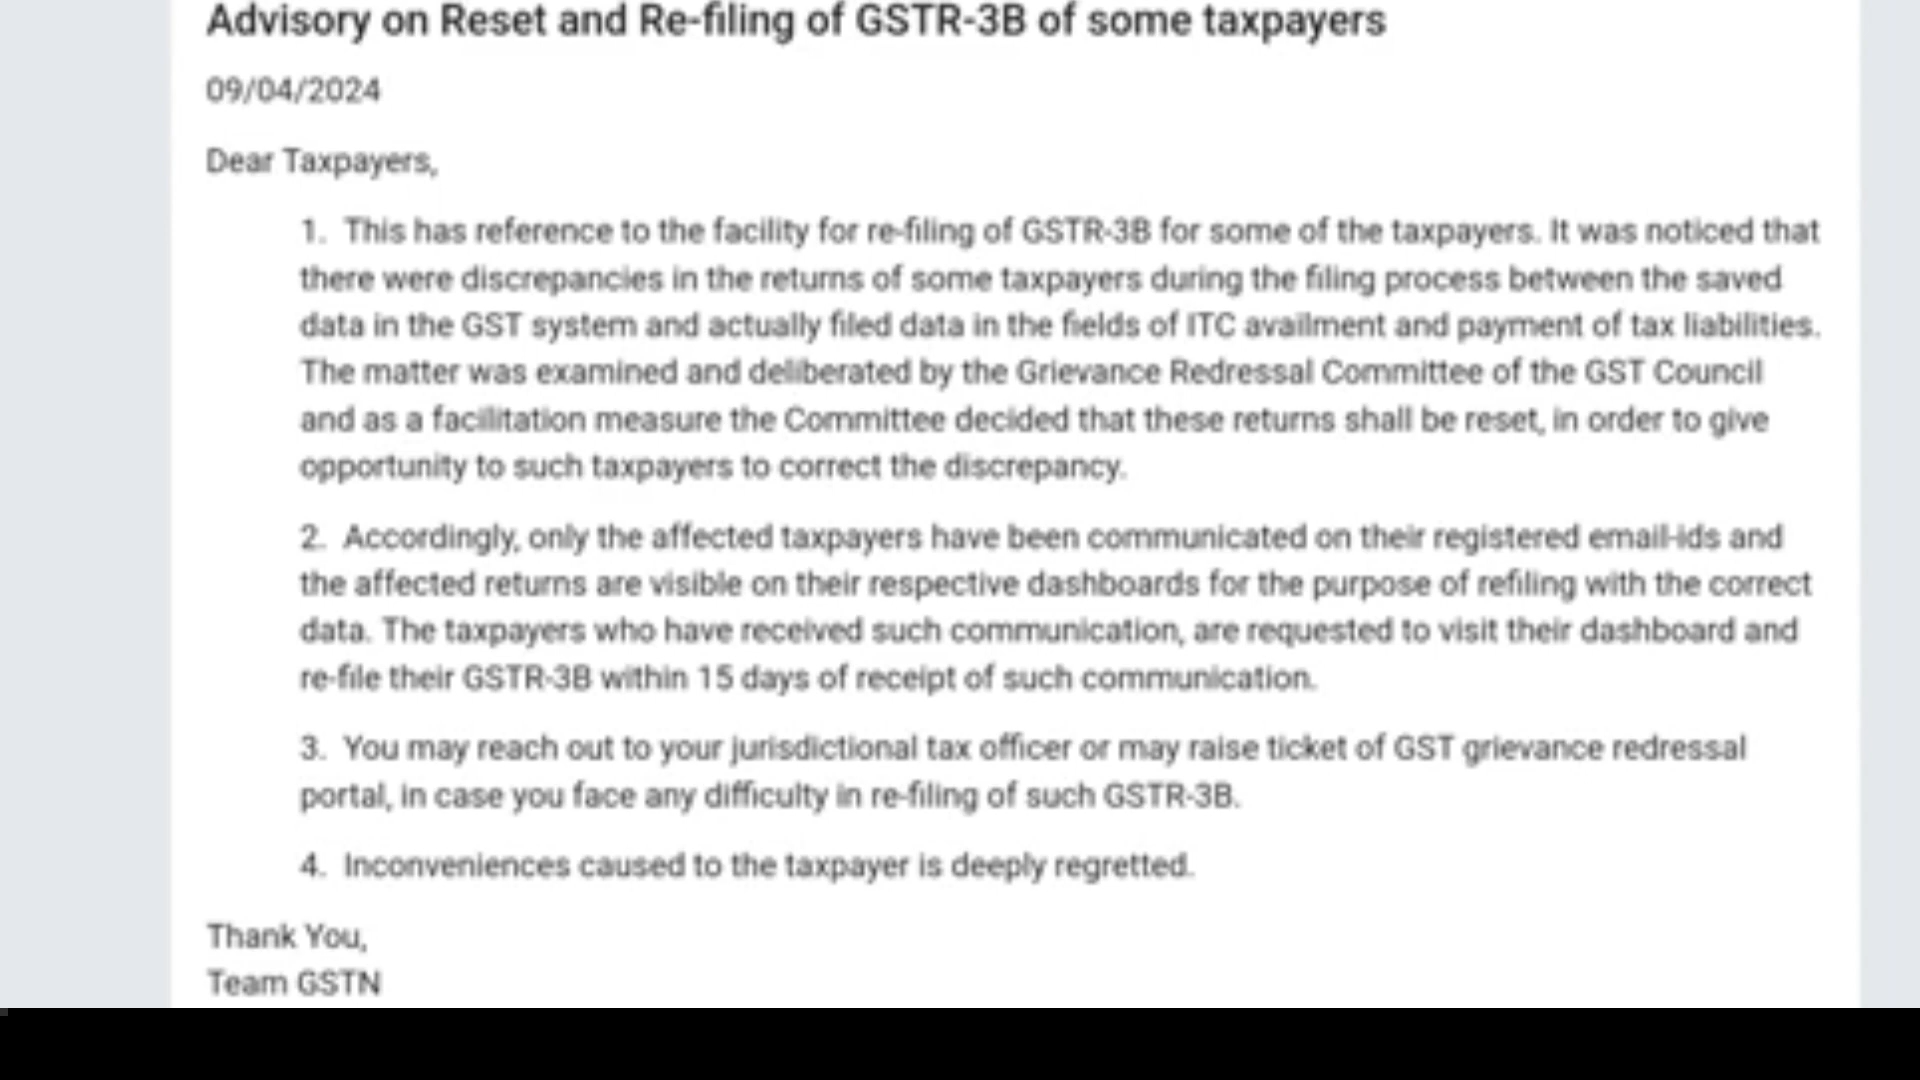 Advisory on Reset and Re-filing of GSTR-3B of some taxpayers
09/04/2024
Dear Taxpayers,
1. This has reference to the facility for re-filing of GSTR-3B for some of the taxpayers. It was noticed that
there were discrepancies in the returns of some taxpayers during the filing process between the saved
data in the GST system and actually filed data in the fields of ITC availment and payment of tax liabilities.
The matter was examined and deliberated by the Grievance Redressal Committee of the GST Council
and as a facilitation measure the Committee decided that these returns shall be reset, in order to give
opportunity to such taxpayers to correct the discrepancy.
2. Accordingly, only the affected taxpayers have been communicated on their registered email-ids and
the affected returns are visible on their respective dashboards for the purpose of refiling with the correct
data. The taxpayers who have received such communication, are requested to visit their dashboard and
re-file their GSTR-3B within 15 days of receipt of such communication.
3. You may reach out to your jurisdictional tax officer or may raise ticket of GST grievance redressal
portal, in case you face any difficulty in re-filing of such GSTR-3B.
4. Inconveniences caused to the taxpayer is deeply regretted.
Thank You,
Team GSTN